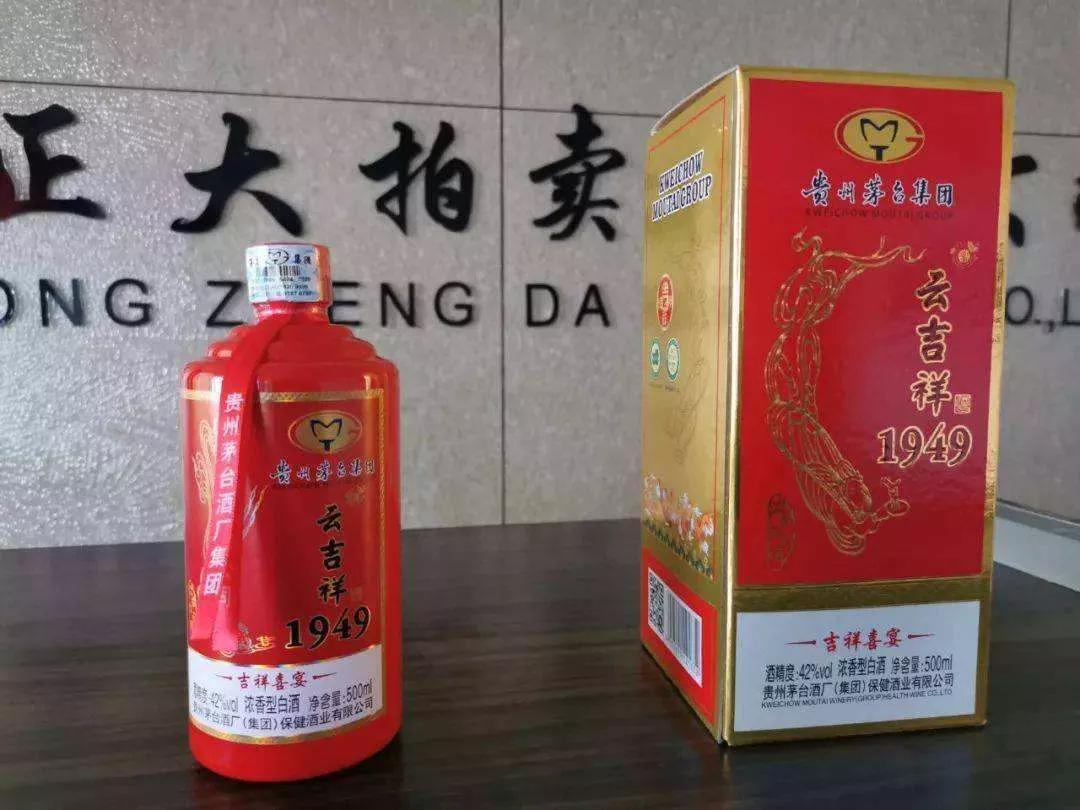 正大拍卖
ONG ZHENG DA
CO.,L
贵州茅台酒厂集团
贵州茅台集团
云吉祥
1949
吉祥喜宴
酒精度:42%vol 浓香型白酒 净含量:500ml
贵州茅台酒厂(集团)保健酒业有限公司
KWEICHOW
MOUTAI GROUP
贵州茅台集团
KWEICHOW MOUTAI GROUP
云吉祥
1949
吉祥喜宴
酒精度:42%vol 浓香型白酒 净含量:500ml
贵州茅台酒厂(集团)保健酒业有限公司
KWEICHOW MOUTAI WINERY(GROUP)HEALTH WINE CO.,LTD.